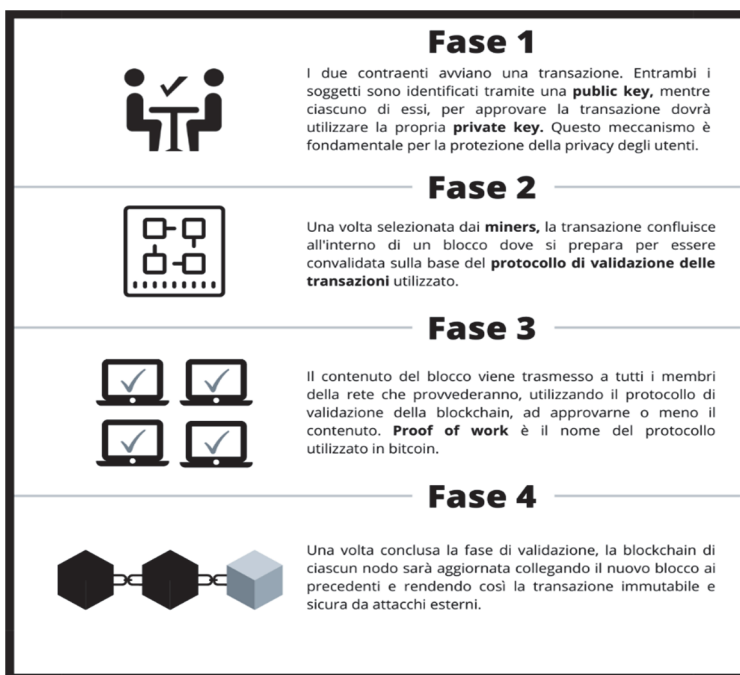 Fase 1
I due contraenti avviano una transazione. Entrambi i
soggetti sono identificati tramite una public key, mentre
ciascuno di essi, per approvare la transazione dovrà
utilizzare la propria private key. Questo meccanismo è
fondamentale per la protezione della privacy degli utenti.
Fase 2
Una volta selezionata dai miners, la transazione confluisce
all'interno di un blocco dove si prepara per essere
convalidata sulla base del protocollo di validazione delle
transazioni utilizzato.
Fase 3
Il contenuto del blocco viene trasmesso a tutti i membri
della rete che provvederanno, utilizzando il protocollo di
validazione della blockchain, ad approvarne o meno il
contenuto. Proof of work è il nome del protocollo
utilizzato in bitcoin.
Fase 4
Una volta conclusa la fase di validazione, la blockchain di
ciascun nodo sarà aggiornata collegando il nuovo blocco ai
precedenti e rendendo così la transazione immutabile e
sicura da attacchi esterni.